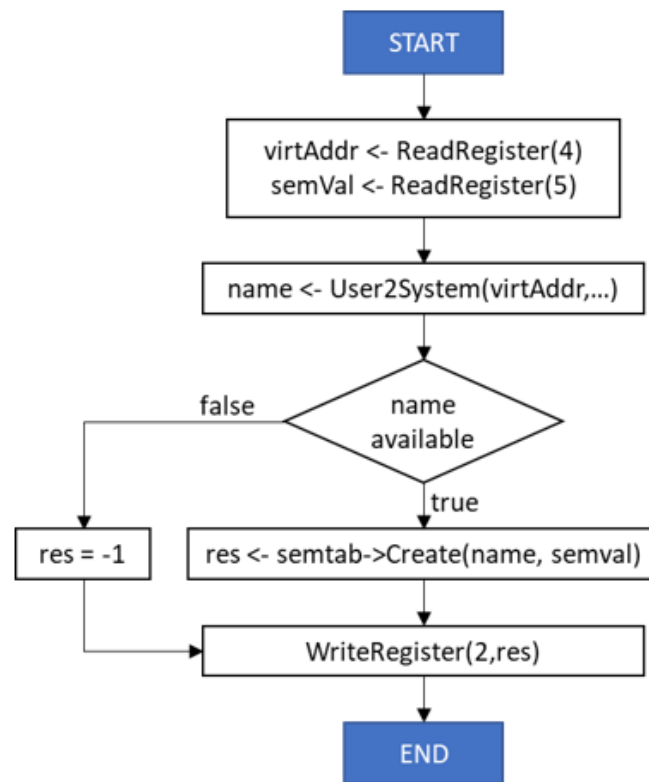 START
virtAddr <- ReadRegister(4)
semVal <- ReadRegister(5)
name <- User2System(virtAddr,...)
name
available
false
true
res = -1
res <- semtab->Create(name, semval)
WriteRegister(2,res)
END